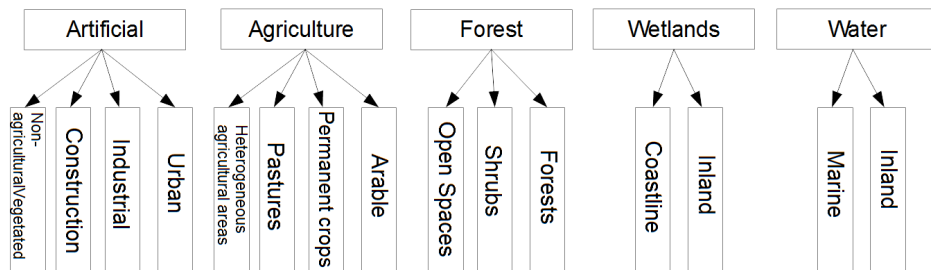 Artificial
Agriculture
Forest
Wetlands
Water
Non-
agriculturalVegetated
Construction
Industrial
Urban
Heterogeneous
agricultural areas
Pastures
Permanent crops
Arable
Open Spaces
Shrubs
Forests
Coastline
Inland
Marine
Inland